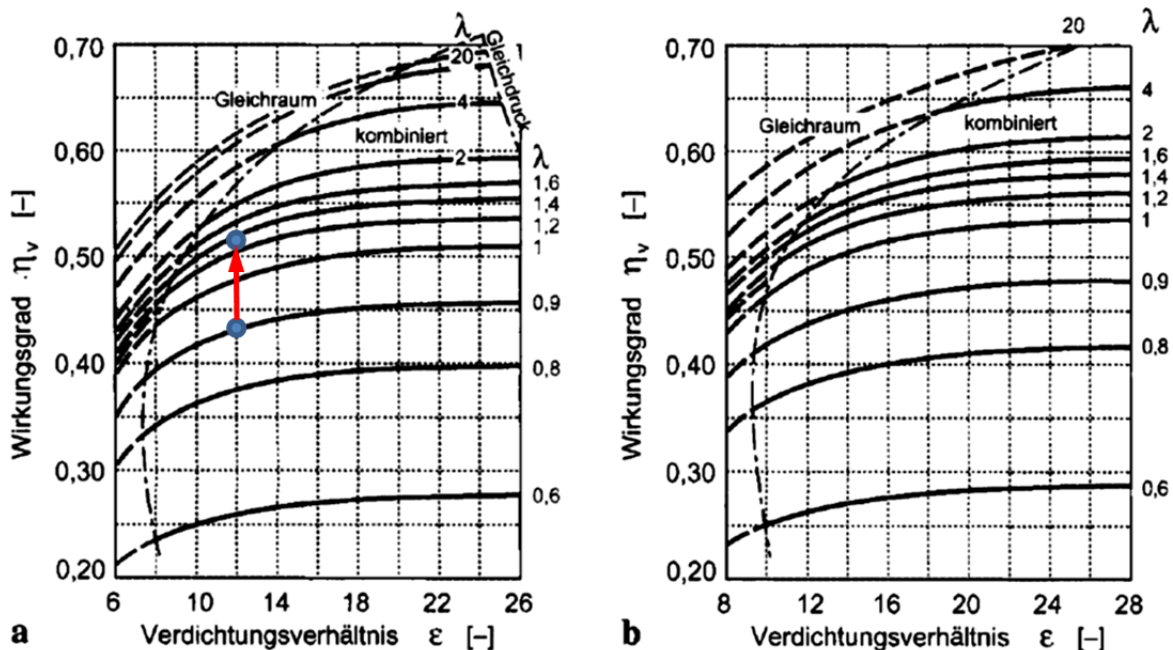 λ
0,70
20
Gleichdruck
Gleichraum
4
kombiniert
0,60
2
λ
1,6
1,4
1,2
1
0,50
0,9
0,40
0,8
0,30
0,6
0,20
6 10 14 18 22 26
Wirkungsgrad η_v [–]
a Verdichtungsverhältnis ε [–]
20 λ
0,70
4
Gleichraum kombiniert
2
0,60
1,6
1,4
1,2
1
0,50
0,9
0,40
0,8
0,30
0,6
0,20
8 12 16 20 24 28
Wirkungsgrad η_v [–]
b Verdichtungsverhältnis ε [–]